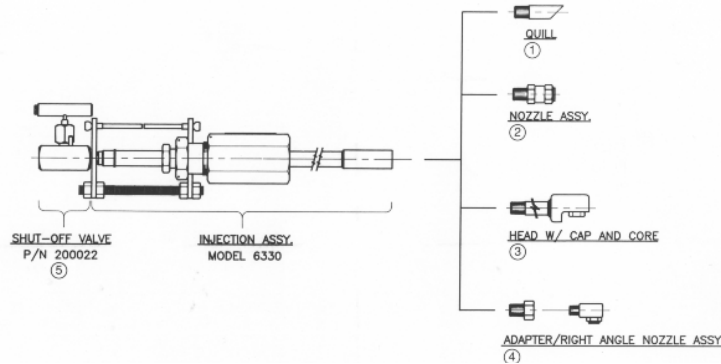 QUILL
1
NOZZLE ASSY.
2
HEAD W/ CAP AND CORE
3
ADAPTER/RIGHT ANGLE NOZZLE ASSY
4
SHUT-OFF VALVE
P/N 200022
5
INJECTION ASSY.
MODEL 6330